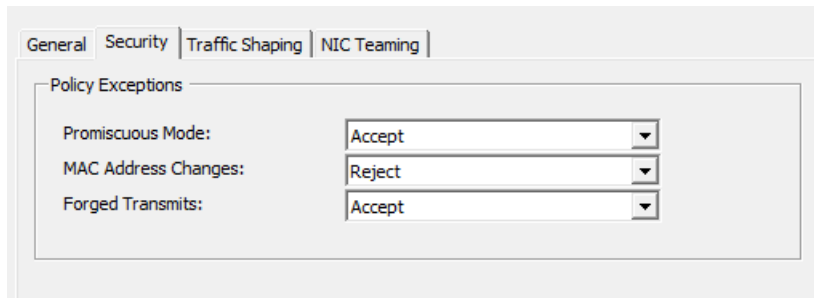 General Security Traffic Shaping NIC Teaming
Policy Exceptions
Promiscuous Mode: Accept
MAC Address Changes: Reject
Forged Transmits: Accept